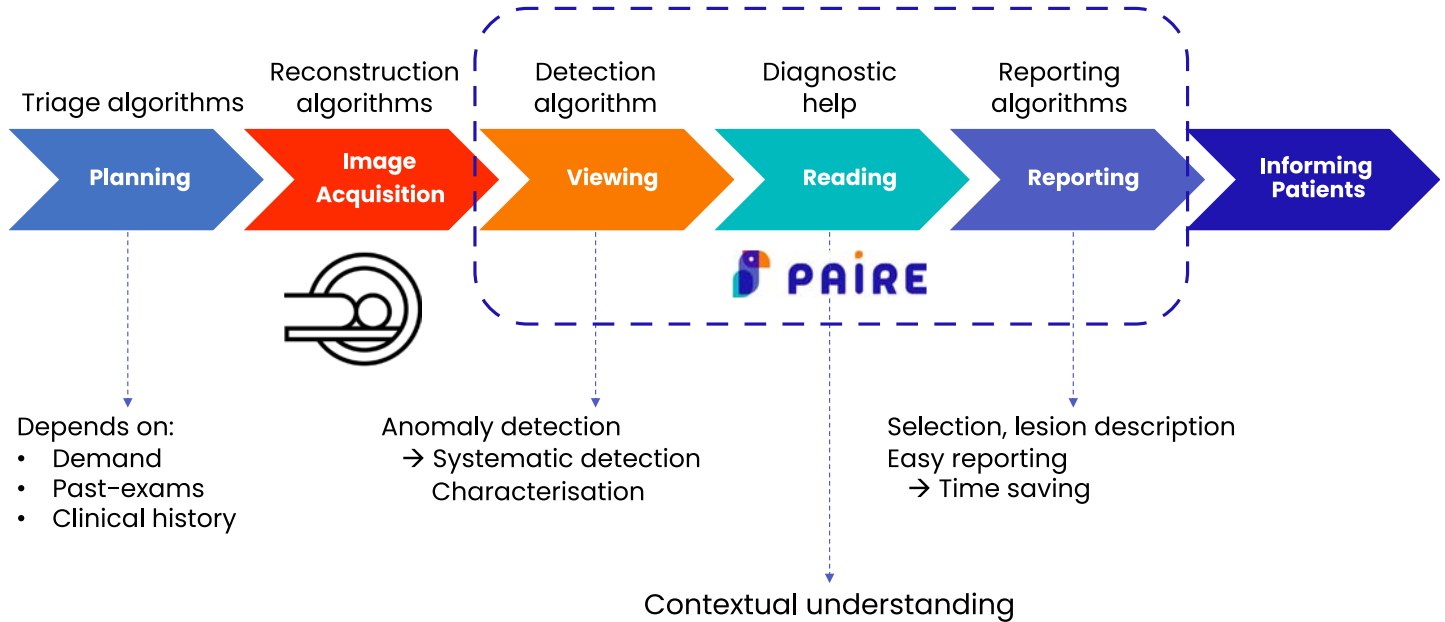 Triage algorithms
Reconstruction
algorithms
Detection
algorithm
Diagnostic
help
Reporting
algorithms
Planning
Image
Acquisition
Viewing
Reading
Reporting
Informing
Patients
PAiRE
Depends on:
• Demand
• Past-exams
• Clinical history
Anomaly detection
→ Systematic detection
Characterisation
Selection, lesion description
Easy reporting
→ Time saving
Contextual understanding